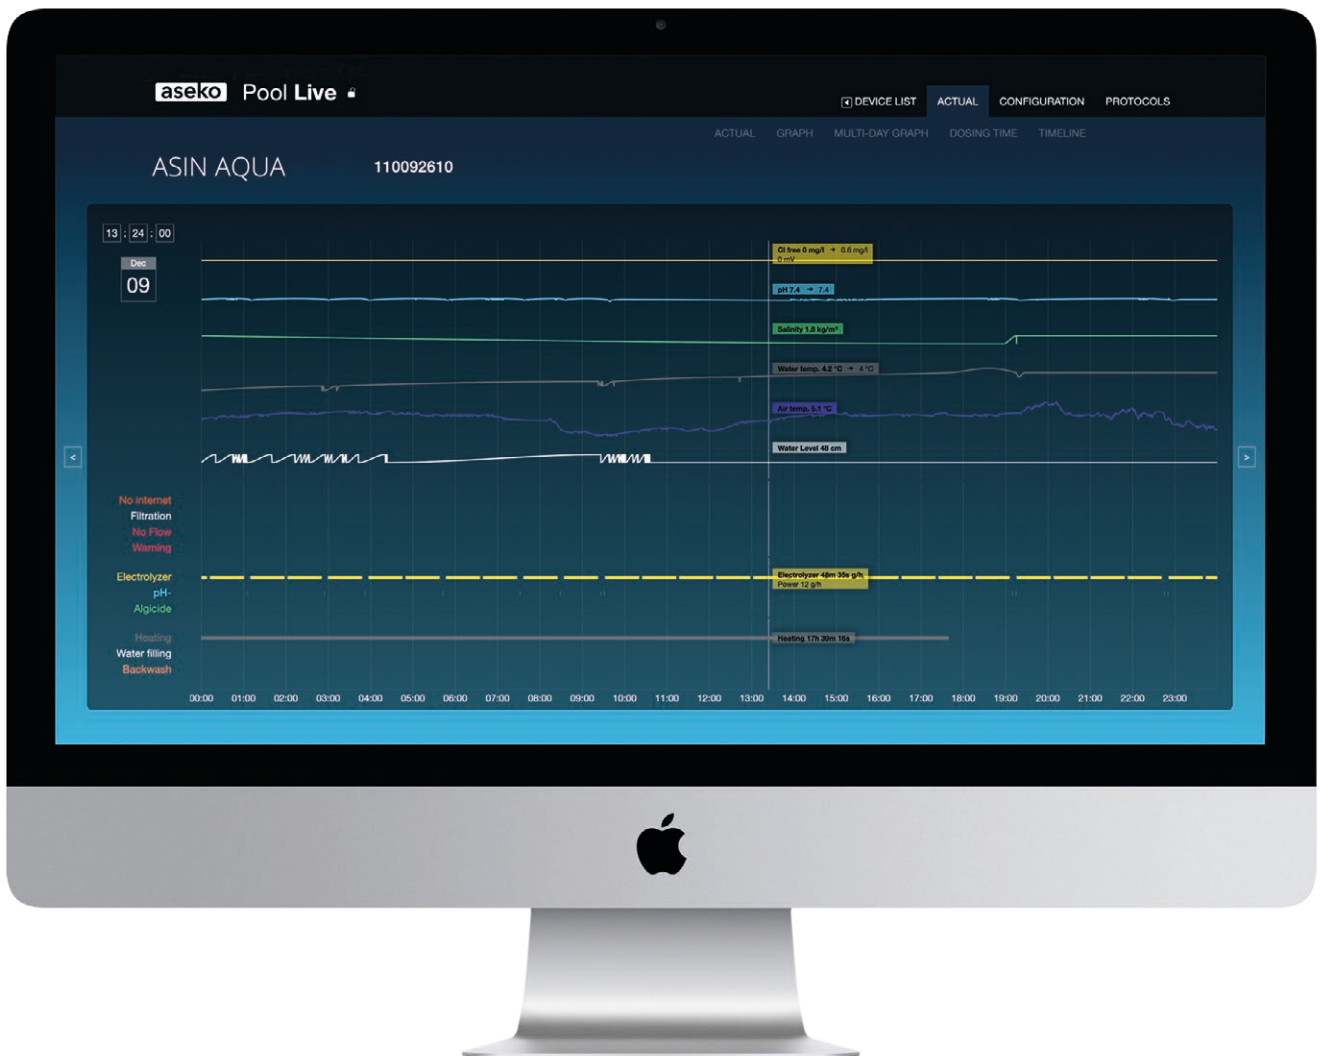 aseko Pool Live
DEVICE LIST ACTUAL CONFIGURATION PROTOCOLS
ACTUAL GRAPH MULTI-DAY GRAPH DOSING TIME TIMELINE
ASIN AQUA 110092610
13 : 24 : 00
Dec
09
Cl free 0 mg/l ➝ 0.6 mg/l
0 mV
pH 7.4 ➝ 7.4
Salinity 1.8 kg/m³
Water temp. 4.2 °C ➝ 4 °C
Air temp. 5.1 °C
Water Level 48 cm
< >
No internet
Filtration
No Flow
Warning
Electrolyzer
Electrolyzer 48m 35s g/h
Power 12 g/h
pH-
Algicide
Heating
Heating 17h 39m 16s
Water filling
Backwash
00:00 01:00 02:00 03:00 04:00 05:00 06:00 07:00 08:00 09:00 10:00 11:00 12:00 13:00 14:00 15:00 16:00 17:00 18:00 19:00 20:00 21:00 22:00 23:00